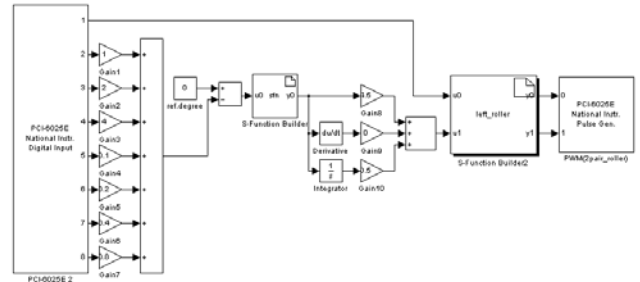 PCI-6025E
National Instr.
Digital Input
PCI-6025E 2
1
2
3
4
5
6
7
8
1
Gain1
2
Gain2
4
Gain3
0.1
Gain4
0.2
Gain5
0.4
Gain6
0.8
Gain7
+
+
+
+
+
+
+
0
ref.degree
+
−
u0
sfn
y0
S-Function Builder
0.5
Gain8
du/dt
Derivative
0
Gain9
1
s
Integrator
0.5
Gain10
+
+
+
u0
y0
left_roller
u1
y1
S-Function Builder2
0
1
PCI-6025E
National Instr.
Pulse Gen.
PWM(2pair_roller)